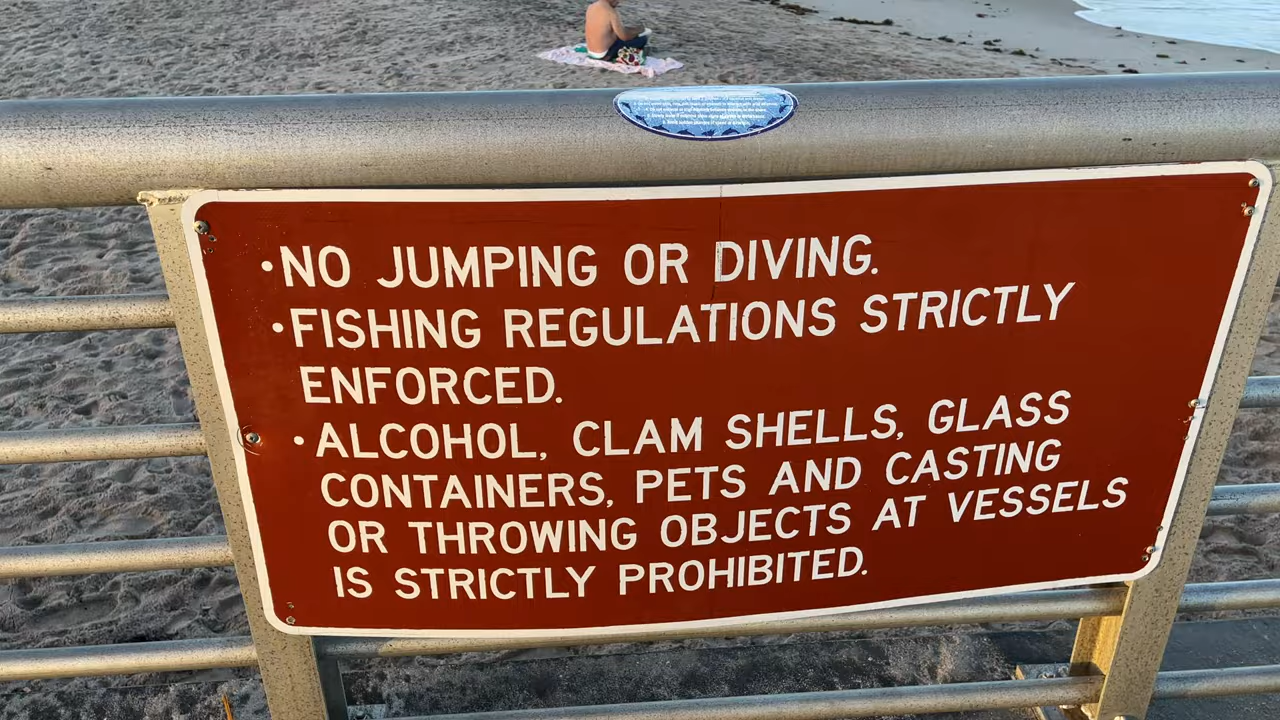 •NO JUMPING OR DIVING.
•FISHING REGULATIONS STRICTLY
ENFORCED.
•ALCOHOL, CLAM SHELLS, GLASS
CONTAINERS, PETS AND CASTING
OR THROWING OBJECTS AT VESSELS
IS STRICTLY PROHIBITED.